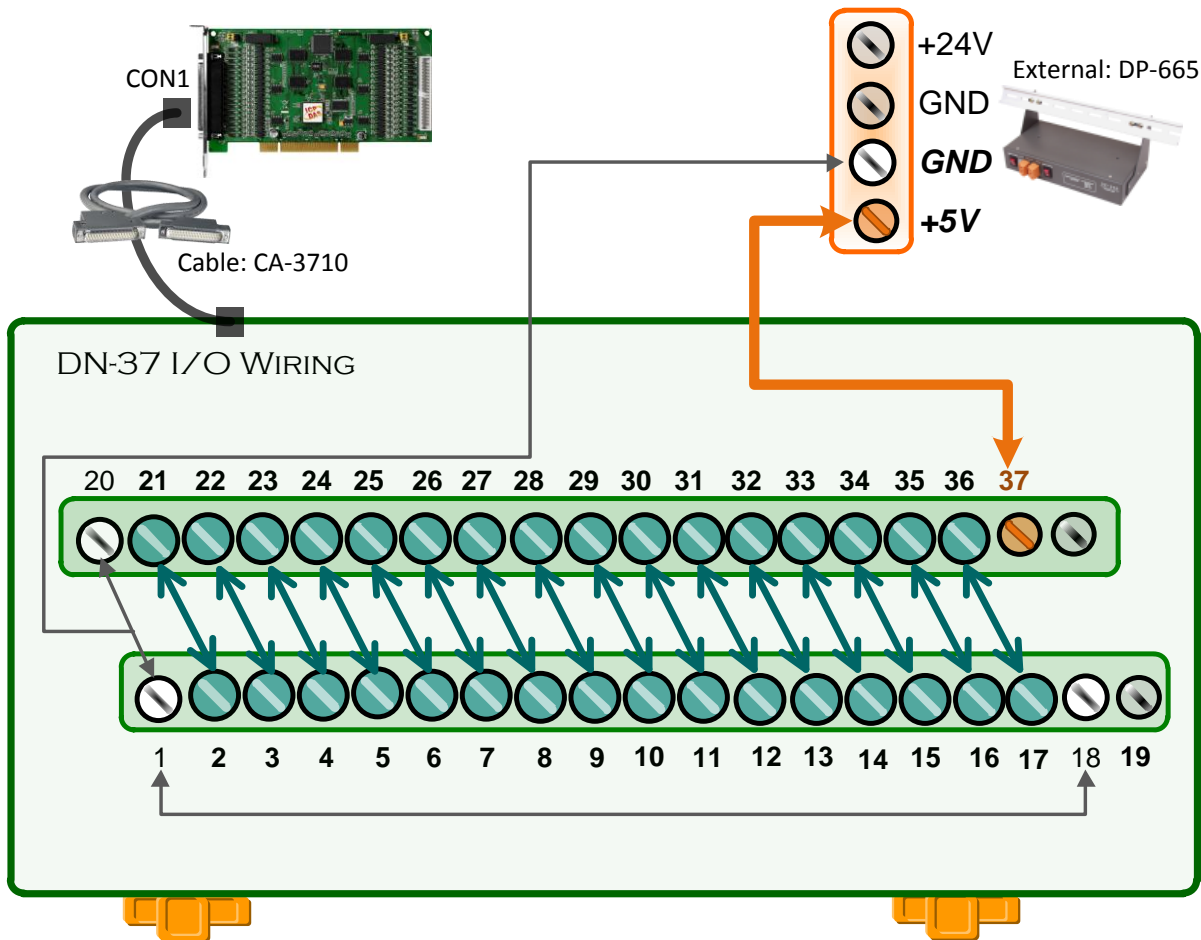 CON1
Cable: CA-3710
+24V
GND
GND
+5V
External: DP-665
DN-37 I/O WIRING
20 21 22 23 24 25 26 27 28 29 30 31 32 33 34 35 36 37
1 2 3 4 5 6 7 8 9 10 11 12 13 14 15 16 17 18 19